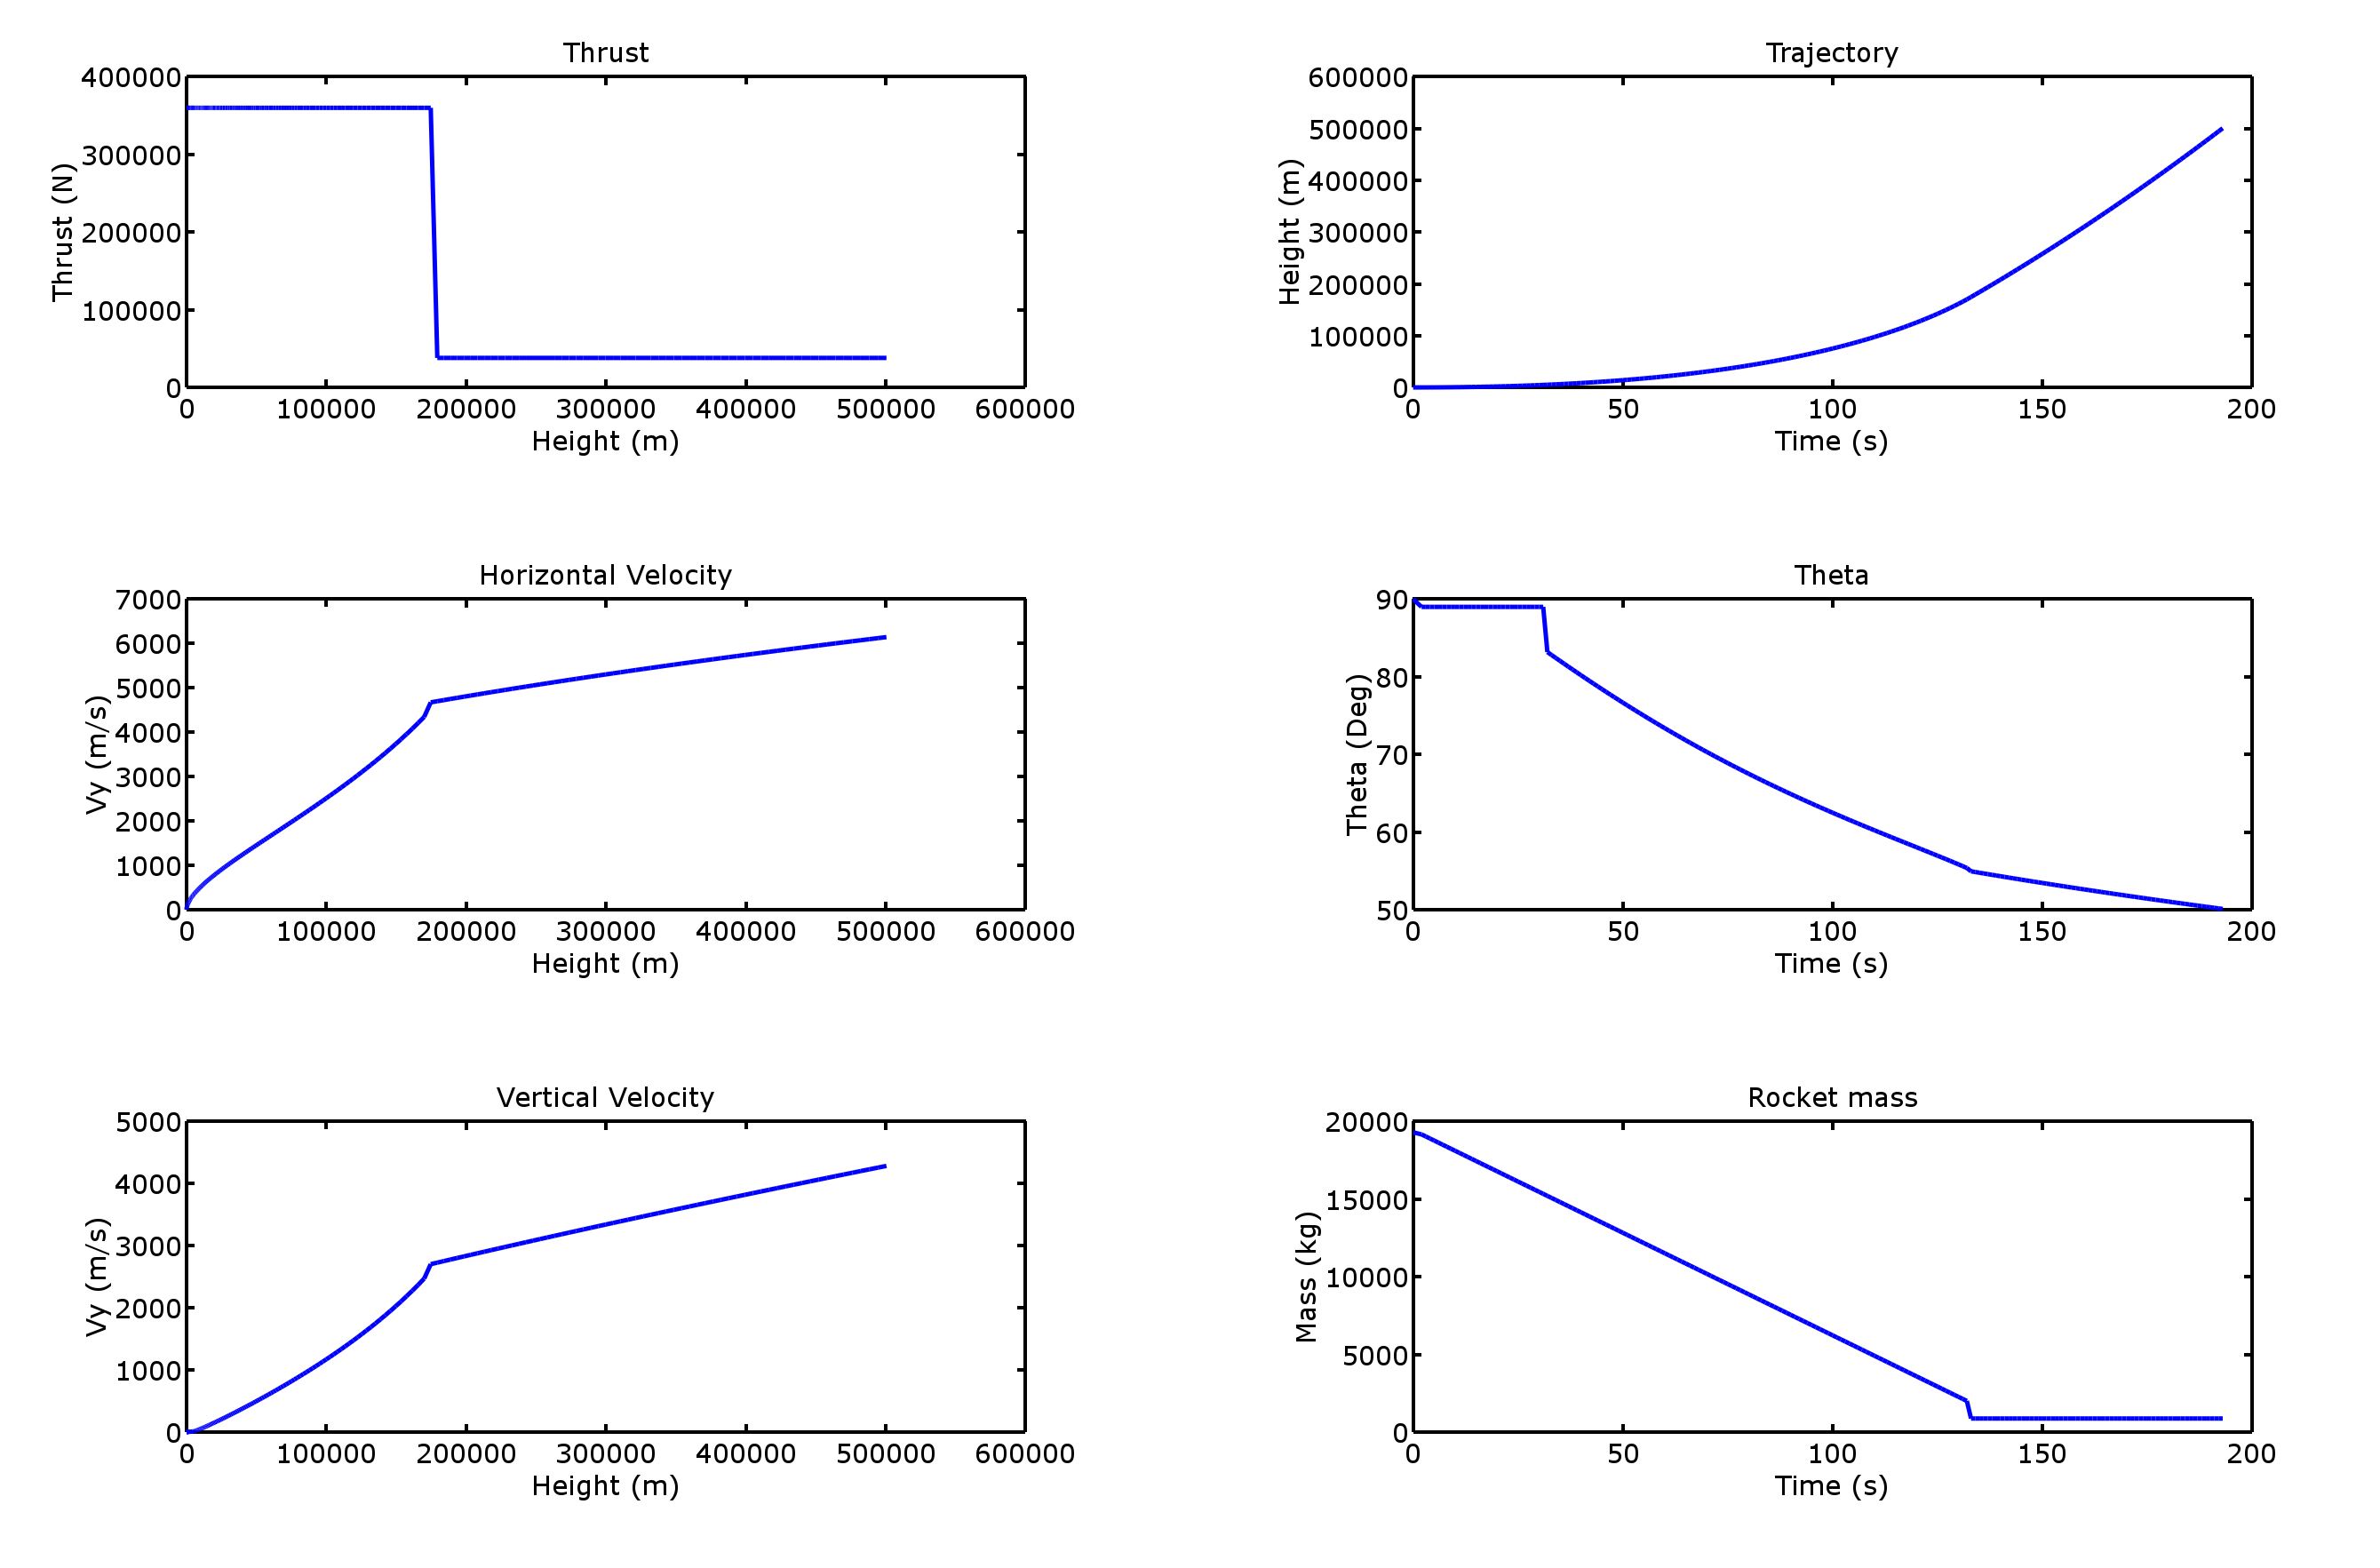 Thrust
400000
300000
200000
100000
0
Thrust (N)
0 100000 200000 300000 400000 500000 600000
Height (m)
Trajectory
600000
500000
400000
300000
200000
100000
0
Height (m)
0 50 100 150 200
Time (s)
Horizontal Velocity
7000
6000
5000
4000
3000
2000
1000
0
Vy (m/s)
0 100000 200000 300000 400000 500000 600000
Height (m)
Theta
90
80
70
60
50
Theta (Deg)
0 50 100 150 200
Time (s)
Vertical Velocity
5000
4000
3000
2000
1000
0
Vy (m/s)
0 100000 200000 300000 400000 500000 600000
Height (m)
Rocket mass
20000
15000
10000
5000
0
Mass (kg)
0 50 100 150 200
Time (s)